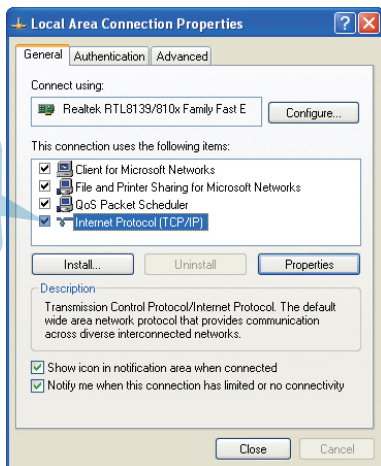 Local Area Connection Properties
General Authentication Advanced
Connect using:
Realtek RTL8139/810x Family Fast E
Configure...
This connection uses the following items:
Client for Microsoft Networks
File and Printer Sharing for Microsoft Networks
QoS Packet Scheduler
Internet Protocol (TCP/IP)
Install... Uninstall Properties
Description
Transmission Control Protocol/Internet Protocol. The default
wide area network protocol that provides communication
across diverse interconnected networks.
Show icon in notification area when connected
Notify me when this connection has limited or no connectivity
Close Cancel